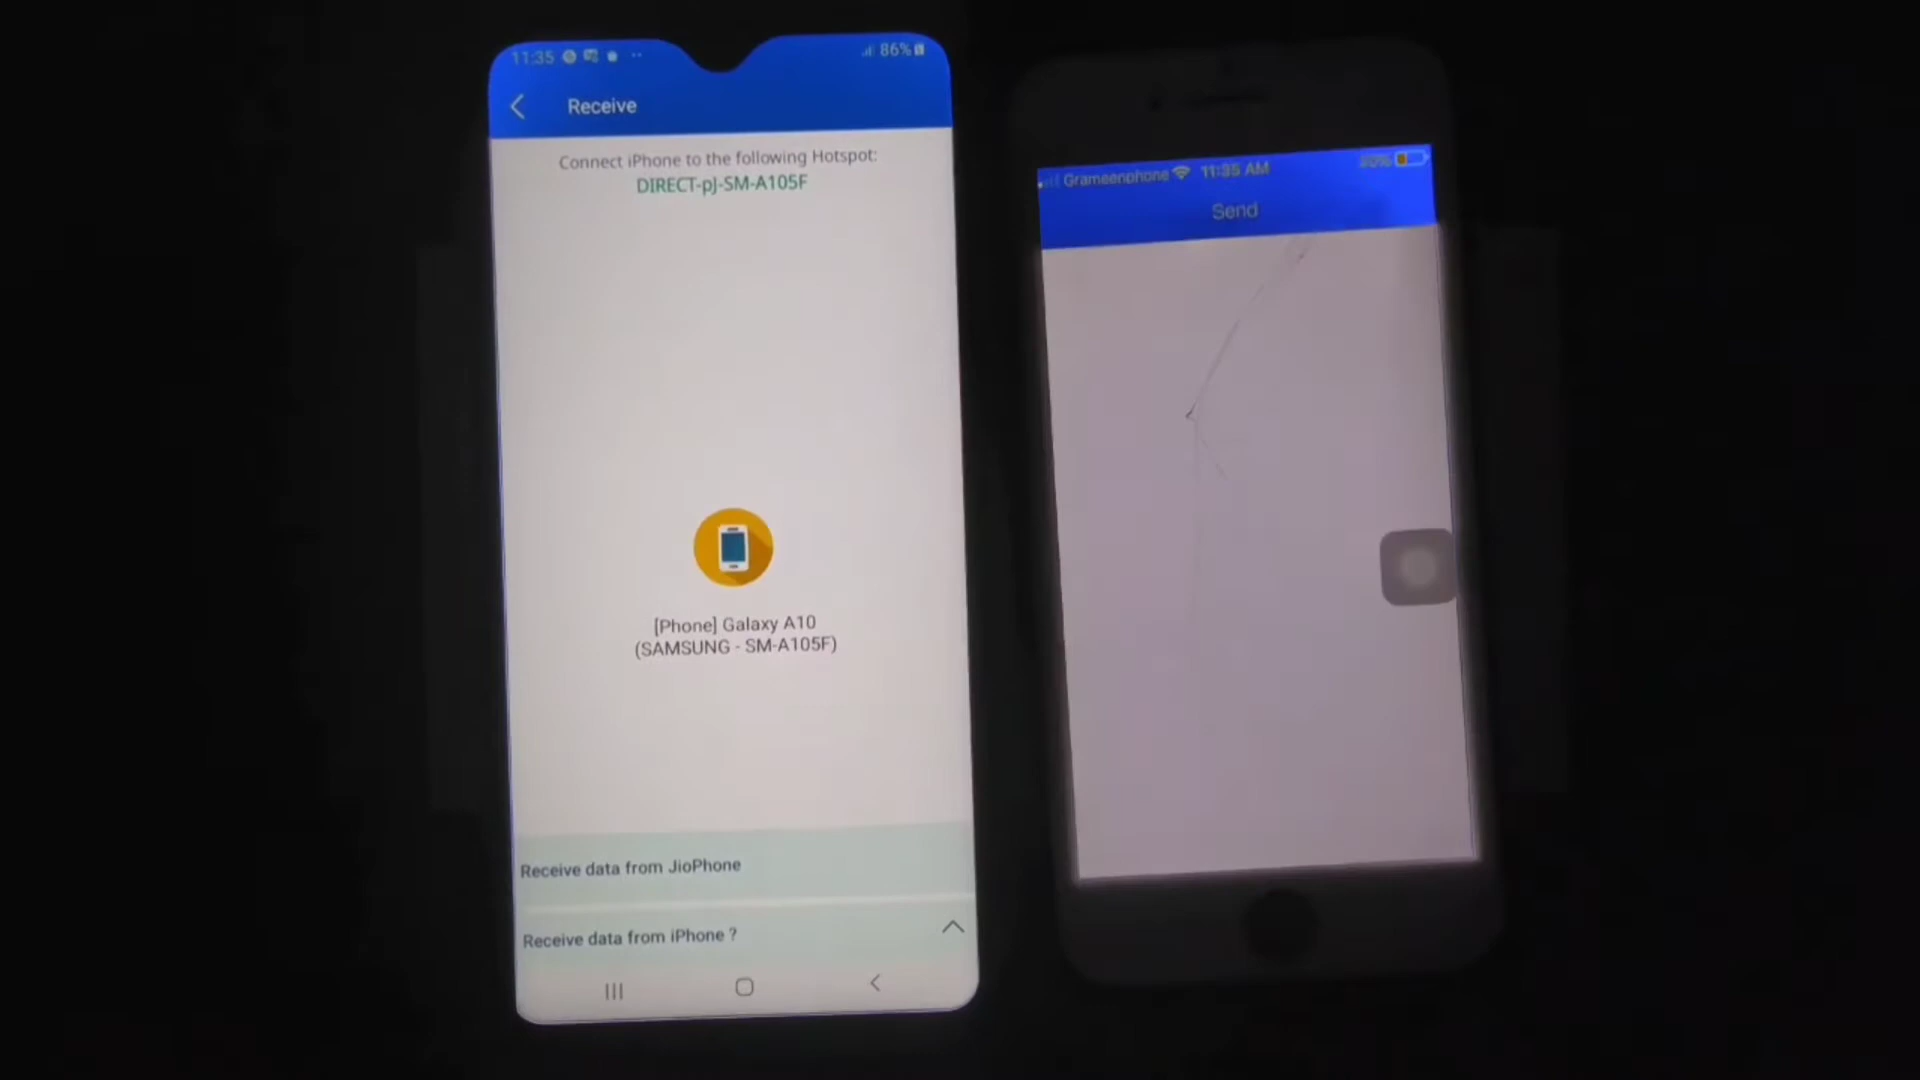 11:35
86%
Receive
Connect iPhone to the following Hotspot:
DIRECT-pJ-SM-A105F
[Phone] Galaxy A10
(SAMSUNG - SM-A105F)
Receive data from JioPhone
Receive data from iPhone ?
Grameenphone 11:35 AM
Send